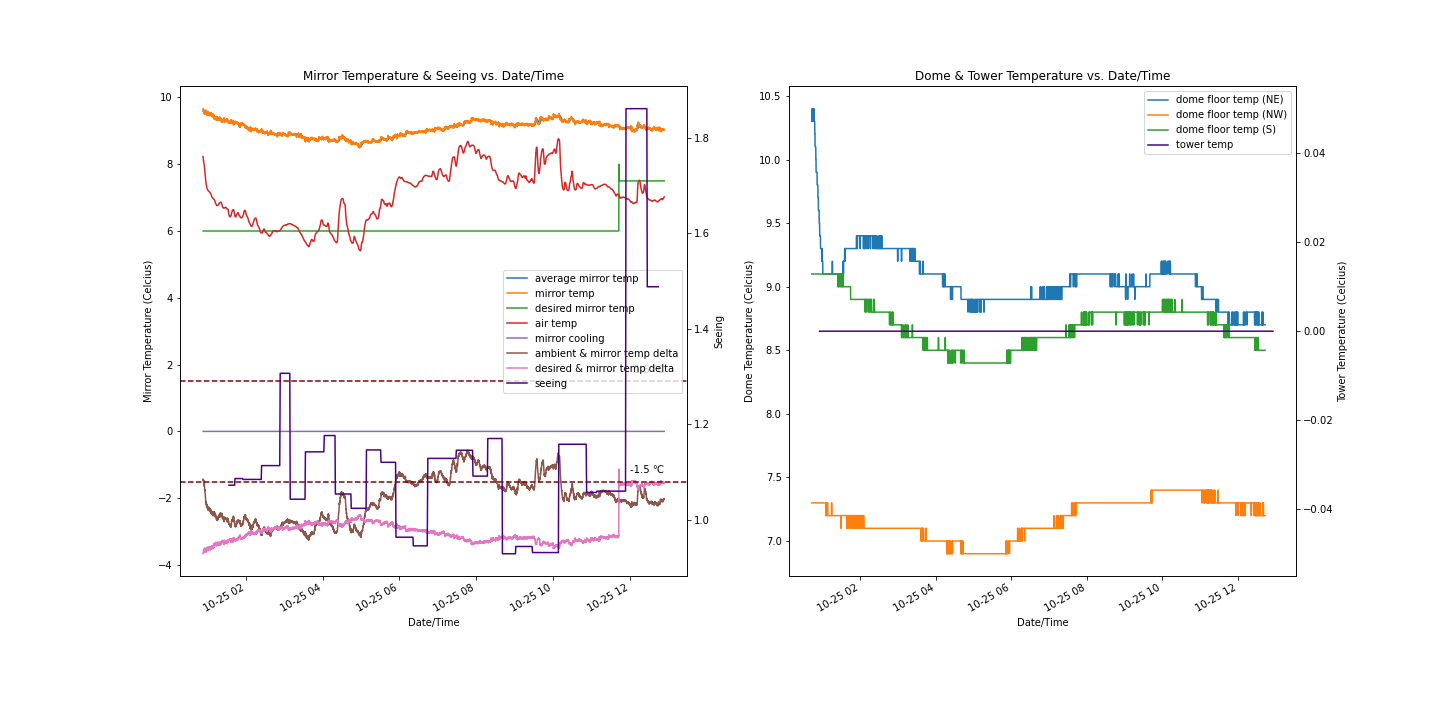 Mirror Temperature & Seeing vs. Date/Time
Mirror Temperature (Celcius)
10
8
6
4
2
0
−2
−4
average mirror temp
mirror temp
desired mirror temp
air temp
mirror cooling
ambient & mirror temp delta
desired & mirror temp delta
seeing
-1.5 ℃
1.8
1.6
1.4
1.2
1.0
Seeing
10-25 02
10-25 04
10-25 06
10-25 08
10-25 10
10-25 12
Date/Time
Dome & Tower Temperature vs. Date/Time
Dome Temperature (Celcius)
10.5
10.0
9.5
9.0
8.5
8.0
7.5
7.0
dome floor temp (NE)
dome floor temp (NW)
dome floor temp (S)
tower temp
0.04
0.02
0.00
−0.02
−0.04
Tower Temperature (Celcius)
10-25 02
10-25 04
10-25 06
10-25 08
10-25 10
10-25 12
Date/Time